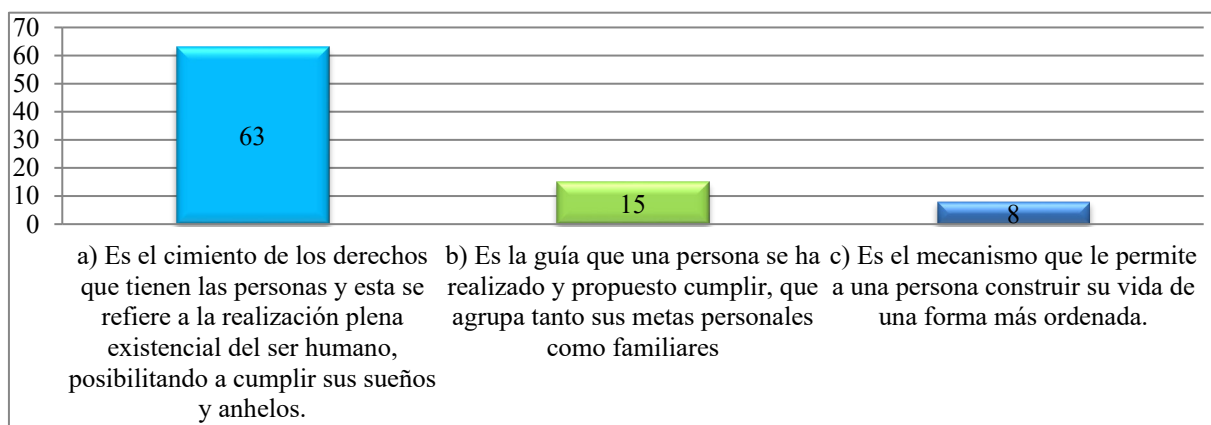 70
60
50
40
30
20
10
0
63
15
8
a) Es el cimiento de los derechos
que tienen las personas y esta se
refiere a la realización plena
existencial del ser humano,
posibilitando a cumplir sus sueños
y anhelos.
b) Es la guía que una persona se ha
realizado y propuesto cumplir, que
agrupa tanto sus metas personales
como familiares
c) Es el mecanismo que le permite
a una persona construir su vida de
una forma más ordenada.